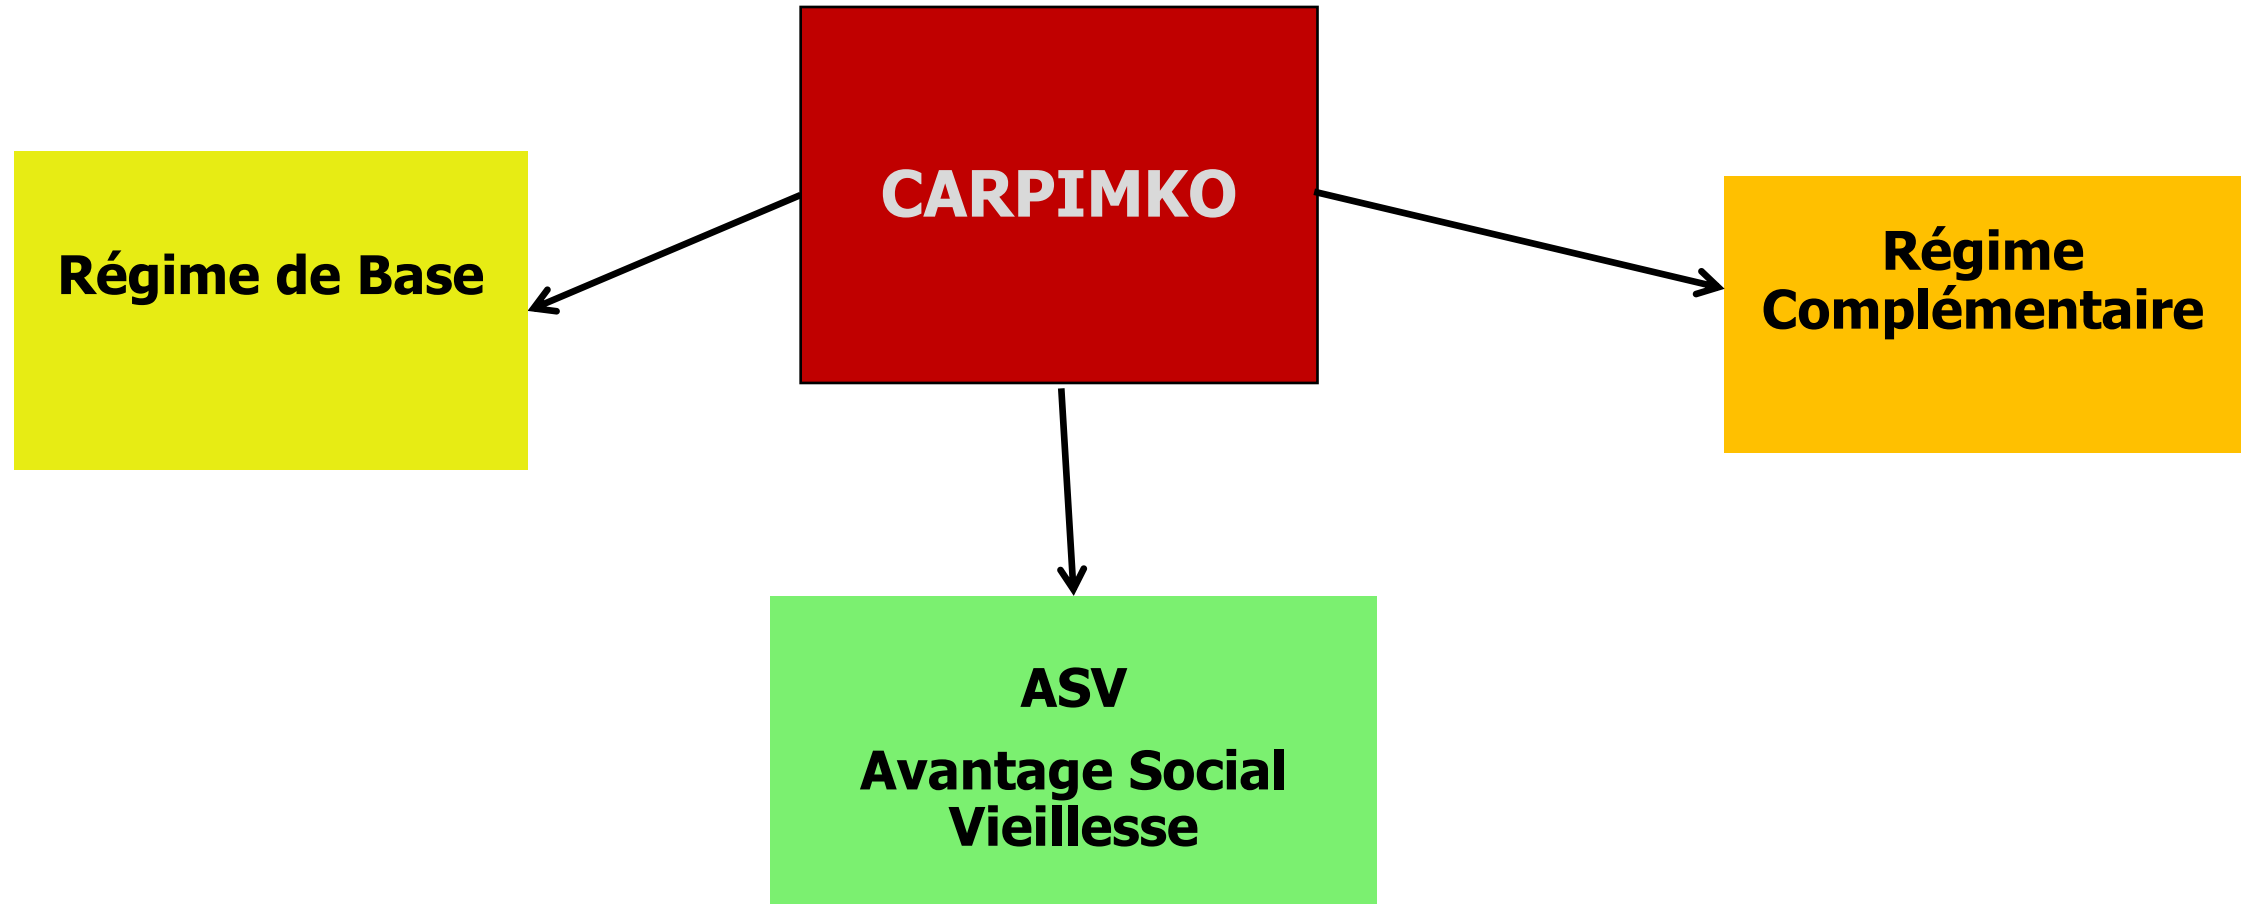 CARPIMKO
Régime de Base
Régime
Complémentaire
ASV
Avantage Social
Vieillesse